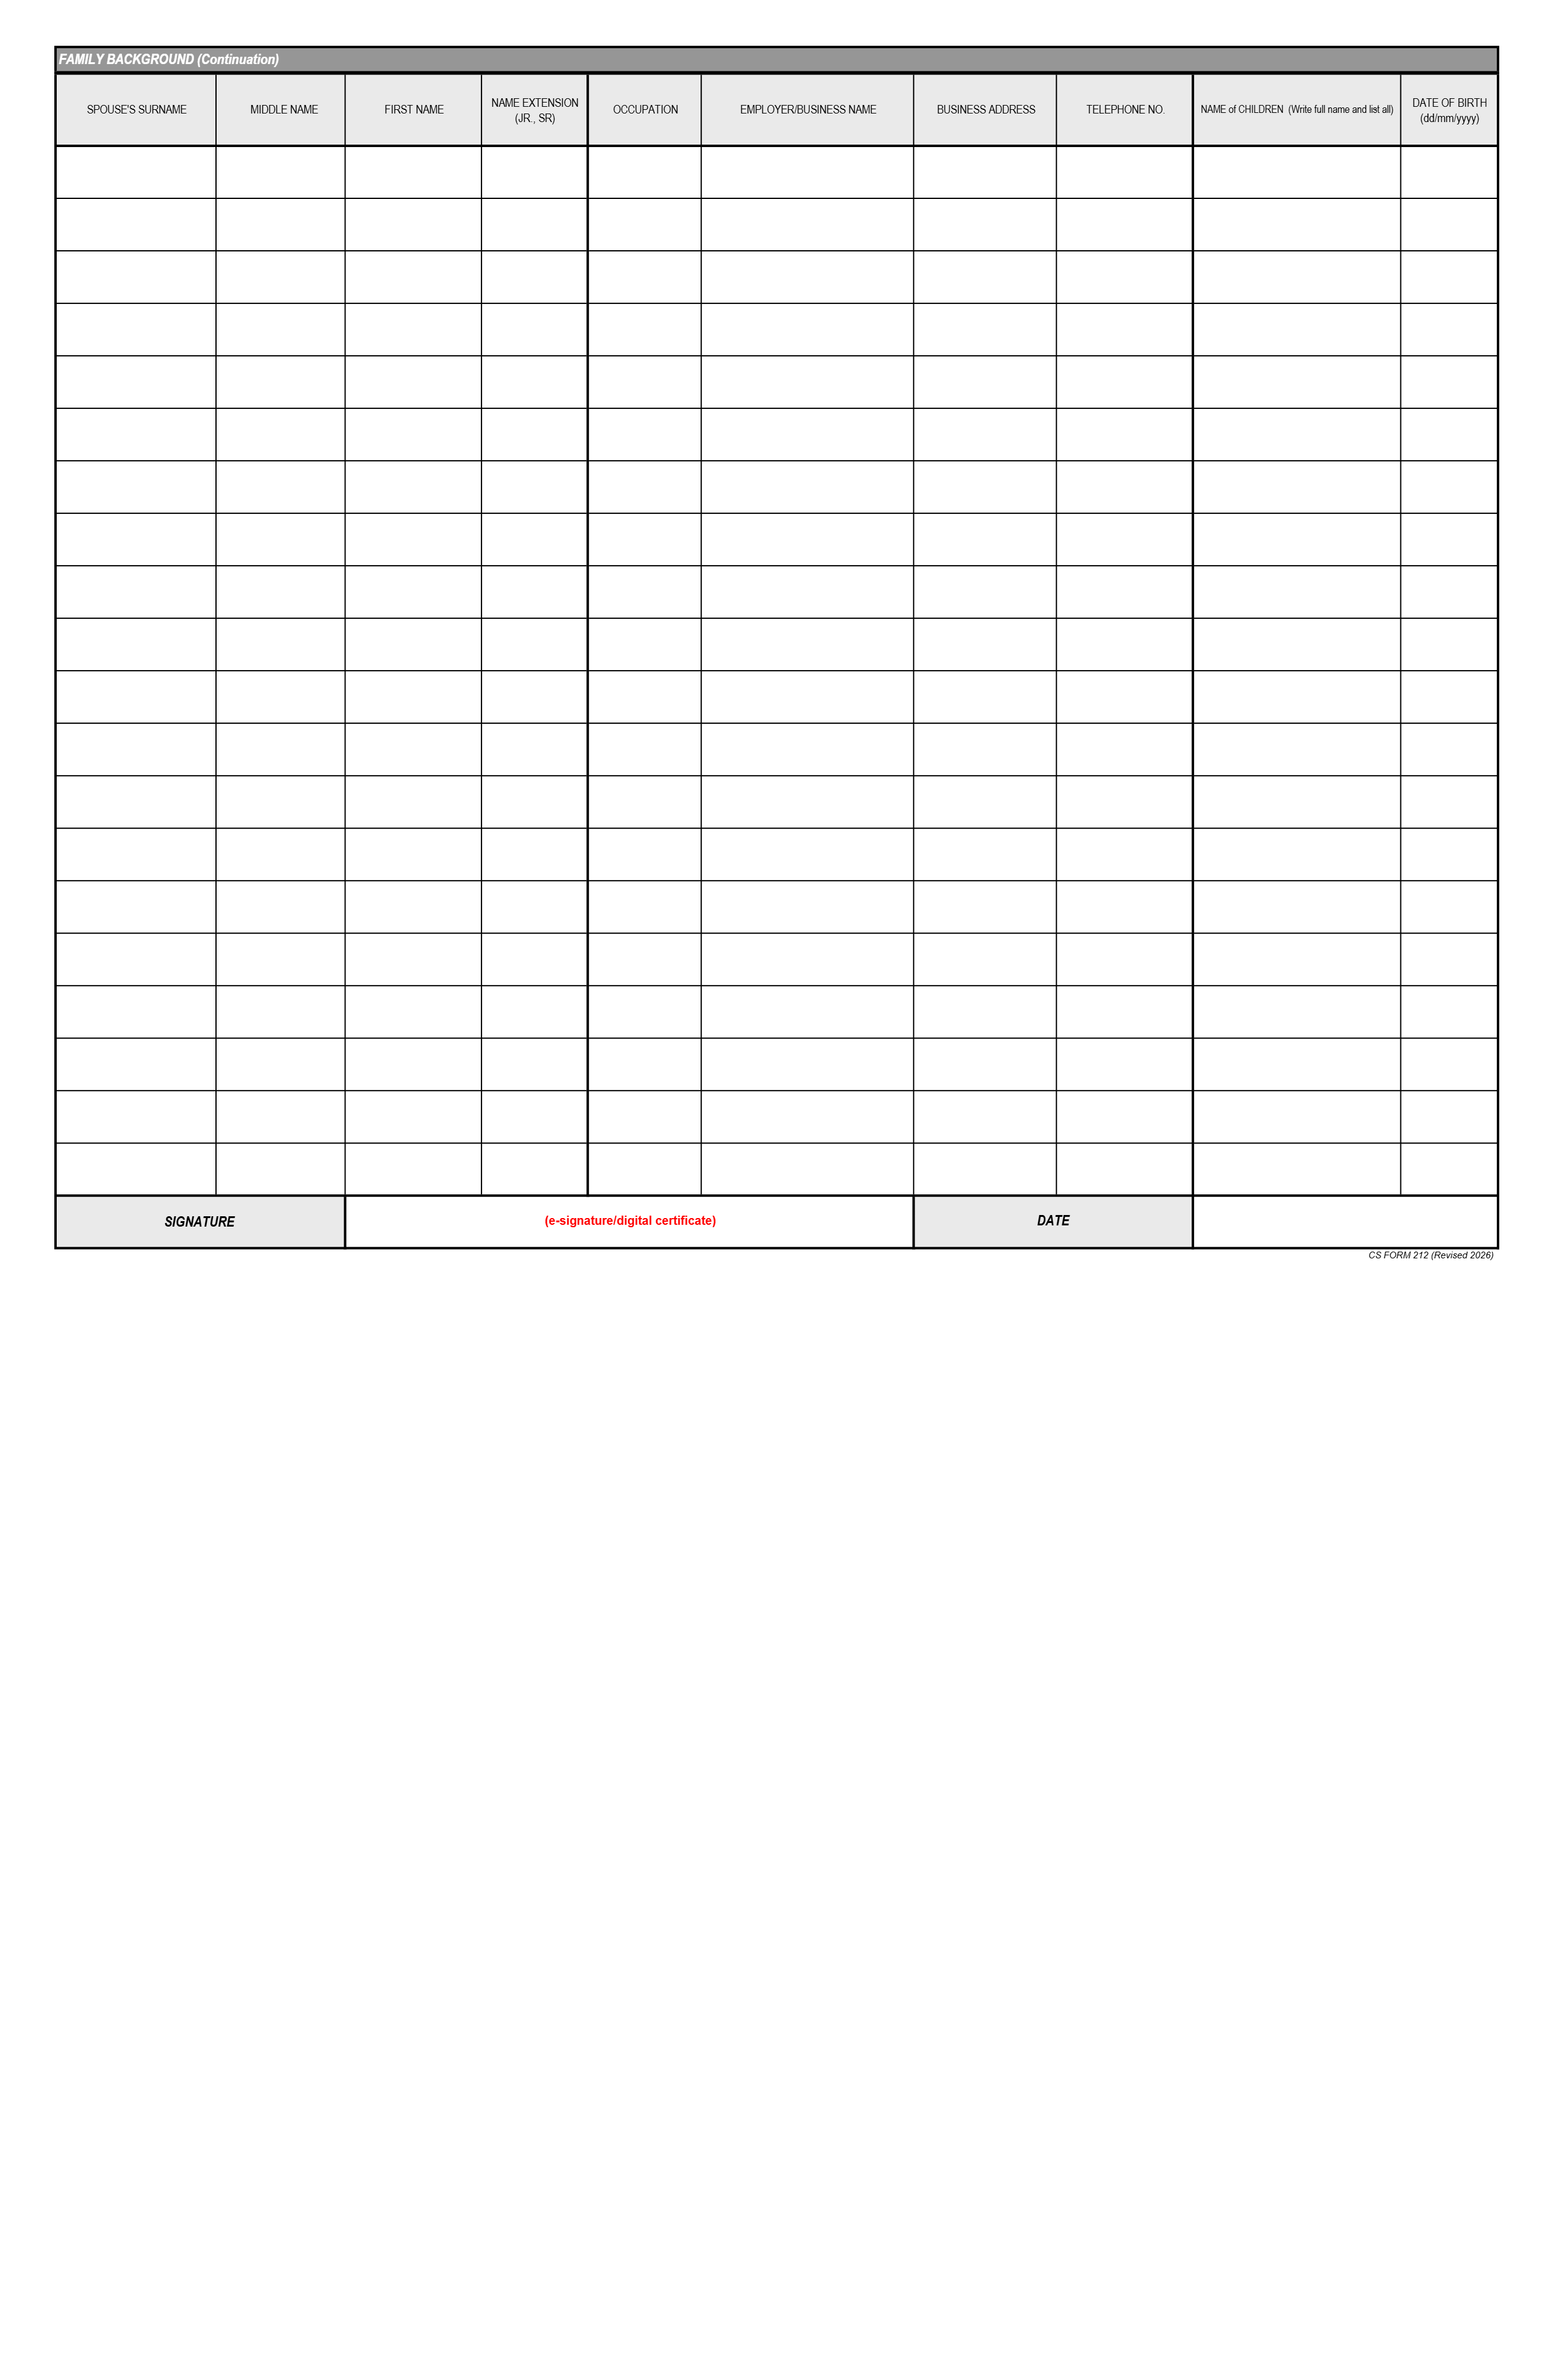 FAMILY BACKGROUND (Continuation)
SPOUSE'S SURNAME
MIDDLE NAME
FIRST NAME
NAME EXTENSION
(JR., SR)
OCCUPATION
EMPLOYER/BUSINESS NAME
BUSINESS ADDRESS
TELEPHONE NO.
NAME of CHILDREN  (Write full name and list all)
DATE OF BIRTH
(dd/mm/yyyy)
SIGNATURE
(e-signature/digital certificate)
DATE
CS FORM 212 (Revised 2026)